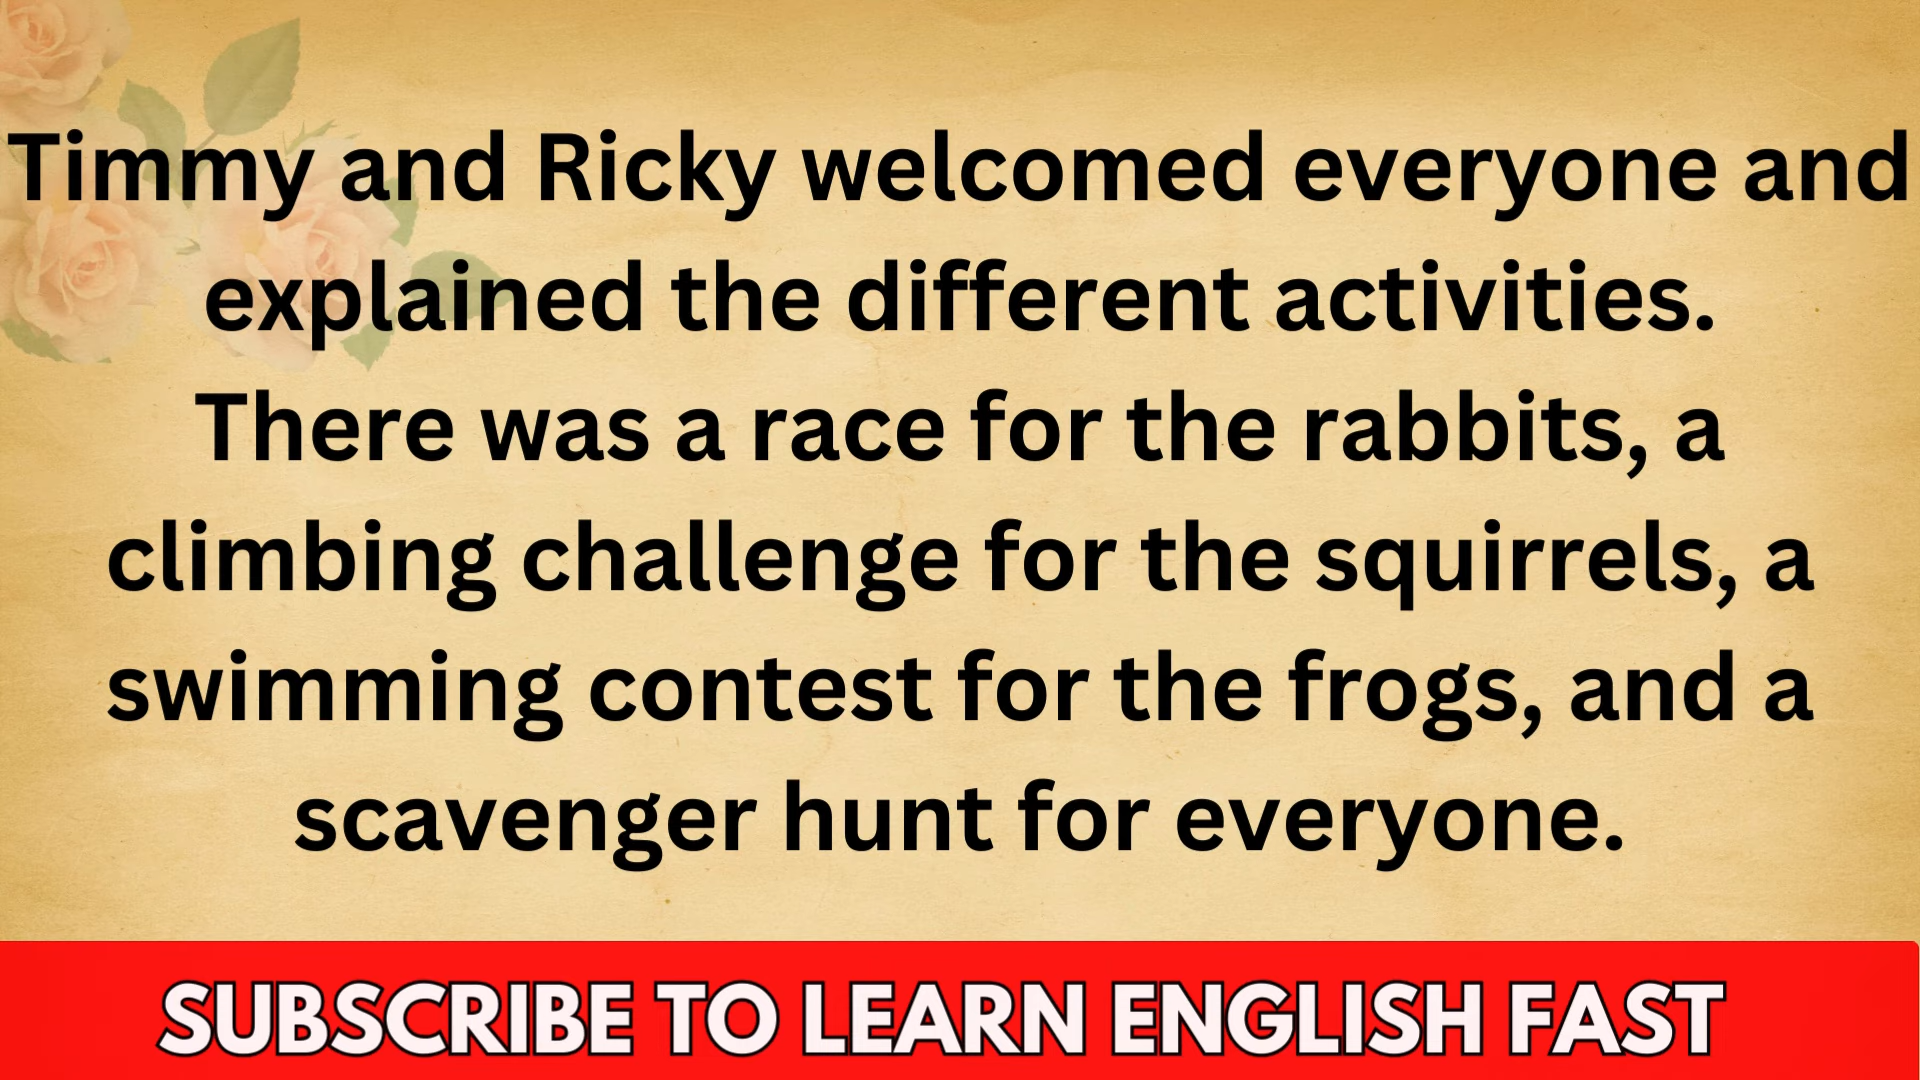 Timmy and Ricky welcomed everyone and
explained the different activities.
There was a race for the rabbits, a
climbing challenge for the squirrels, a
swimming contest for the frogs, and a
scavenger hunt for everyone.
SUBSCRIBE TO LEARN ENGLISH FAST